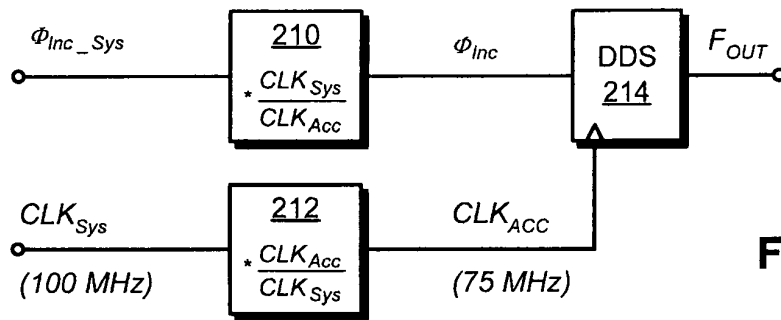 Φ_Inc_Sys
210
* CLK_Sys
CLK_Acc
Φ_Inc
DDS
214
F_OUT
CLK_Sys
(100 MHz)
212
* CLK_Acc
CLK_Sys
CLK_ACC
(75 MHz)
F